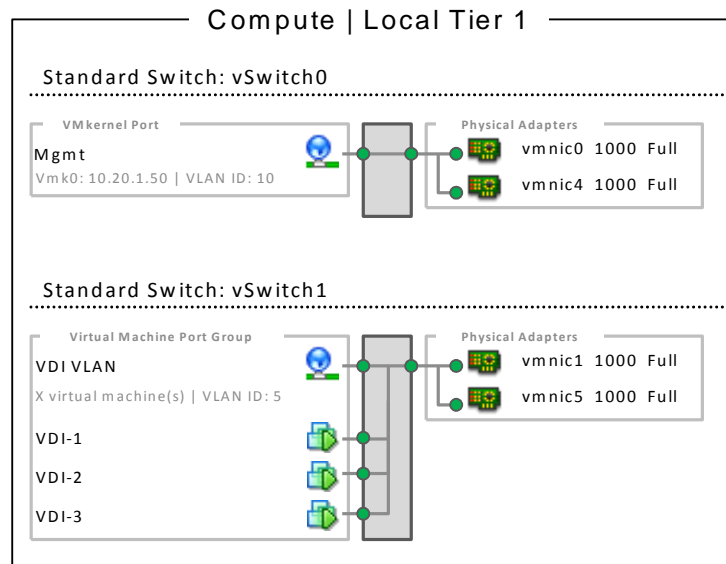 Compute | Local Tier 1
Standard Switch: vSwitch0
VMkernel Port
Physical Adapters
Mgmt
Vmk0: 10.20.1.50 | VLAN ID: 10
vmnic0 1000 Full
vmnic4 1000 Full
Standard Switch: vSwitch1
Virtual Machine Port Group
Physical Adapters
VDI VLAN
X virtual machine(s) | VLAN ID: 5
vmnic1 1000 Full
vmnic5 1000 Full
VDI-1
VDI-2
VDI-3